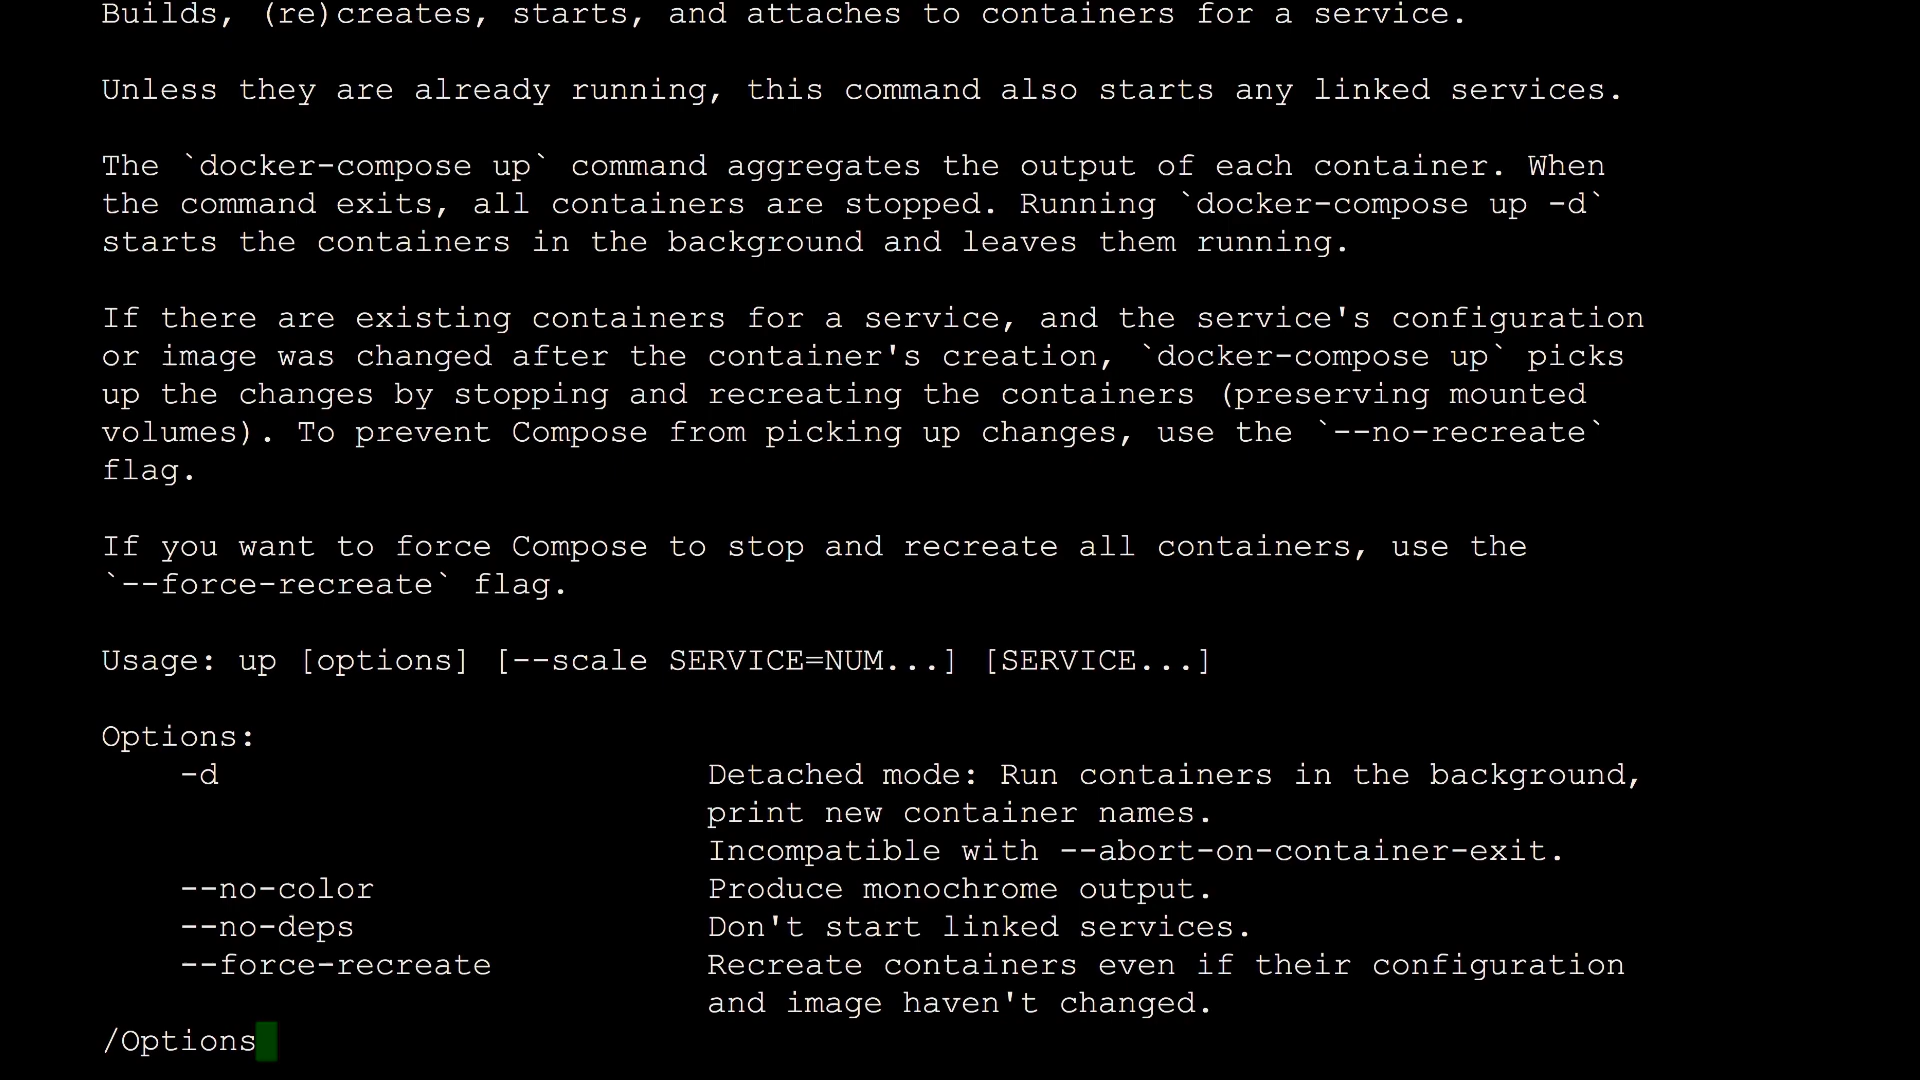 Builds, (re)creates, starts, and attaches to containers for a service.
Unless they are already running, this command also starts any linked services.
The `docker-compose up` command aggregates the output of each container. When
the command exits, all containers are stopped. Running `docker-compose up -d`
starts the containers in the background and leaves them running.
If there are existing containers for a service, and the service's configuration
or image was changed after the container's creation, `docker-compose up` picks
up the changes by stopping and recreating the containers (preserving mounted
volumes). To prevent Compose from picking up changes, use the `--no-recreate`
flag.
If you want to force Compose to stop and recreate all containers, use the
`--force-recreate` flag.
Usage: up [options] [--scale SERVICE=NUM...] [SERVICE...]
Options:
-d Detached mode: Run containers in the background,
print new container names.
Incompatible with --abort-on-container-exit.
--no-color Produce monochrome output.
--no-deps Don't start linked services.
--force-recreate Recreate containers even if their configuration
and image haven't changed.
/Options